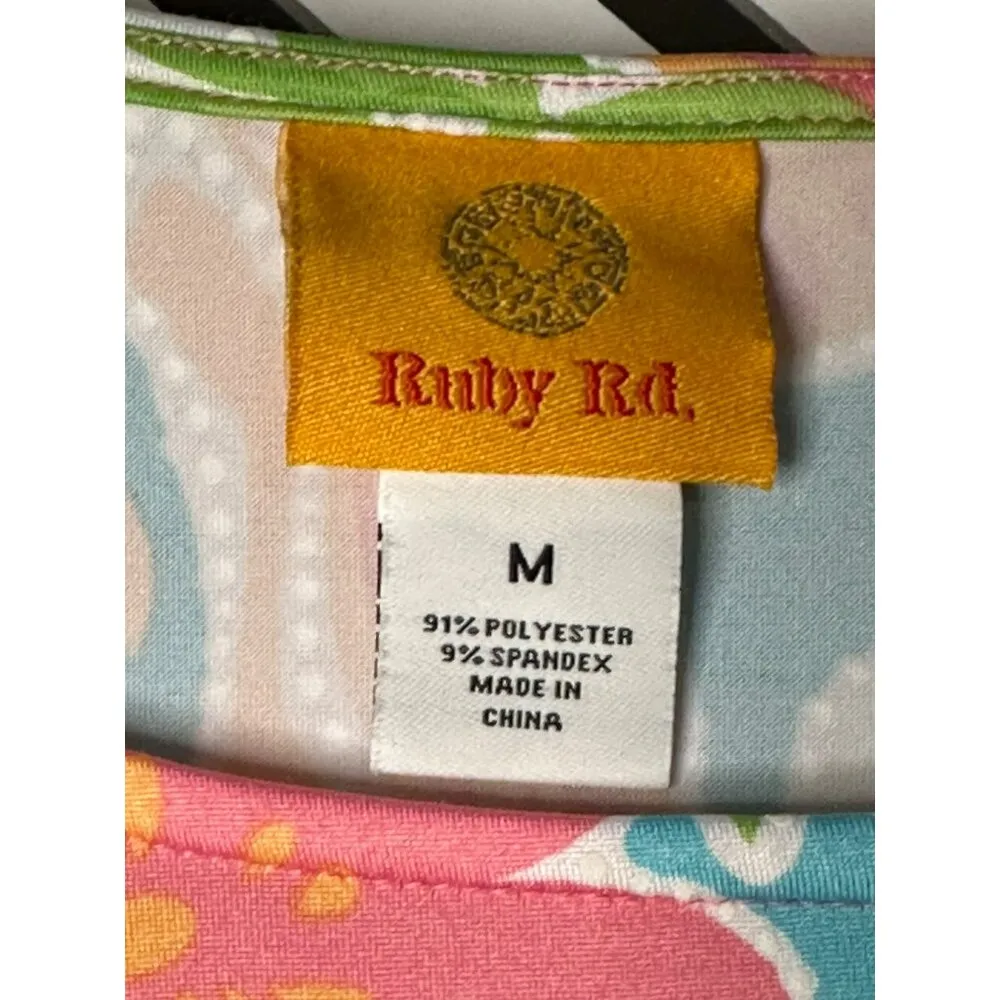 Ruby Rd.
M
91% POLYESTER
9% SPANDEX
MADE IN
CHINA